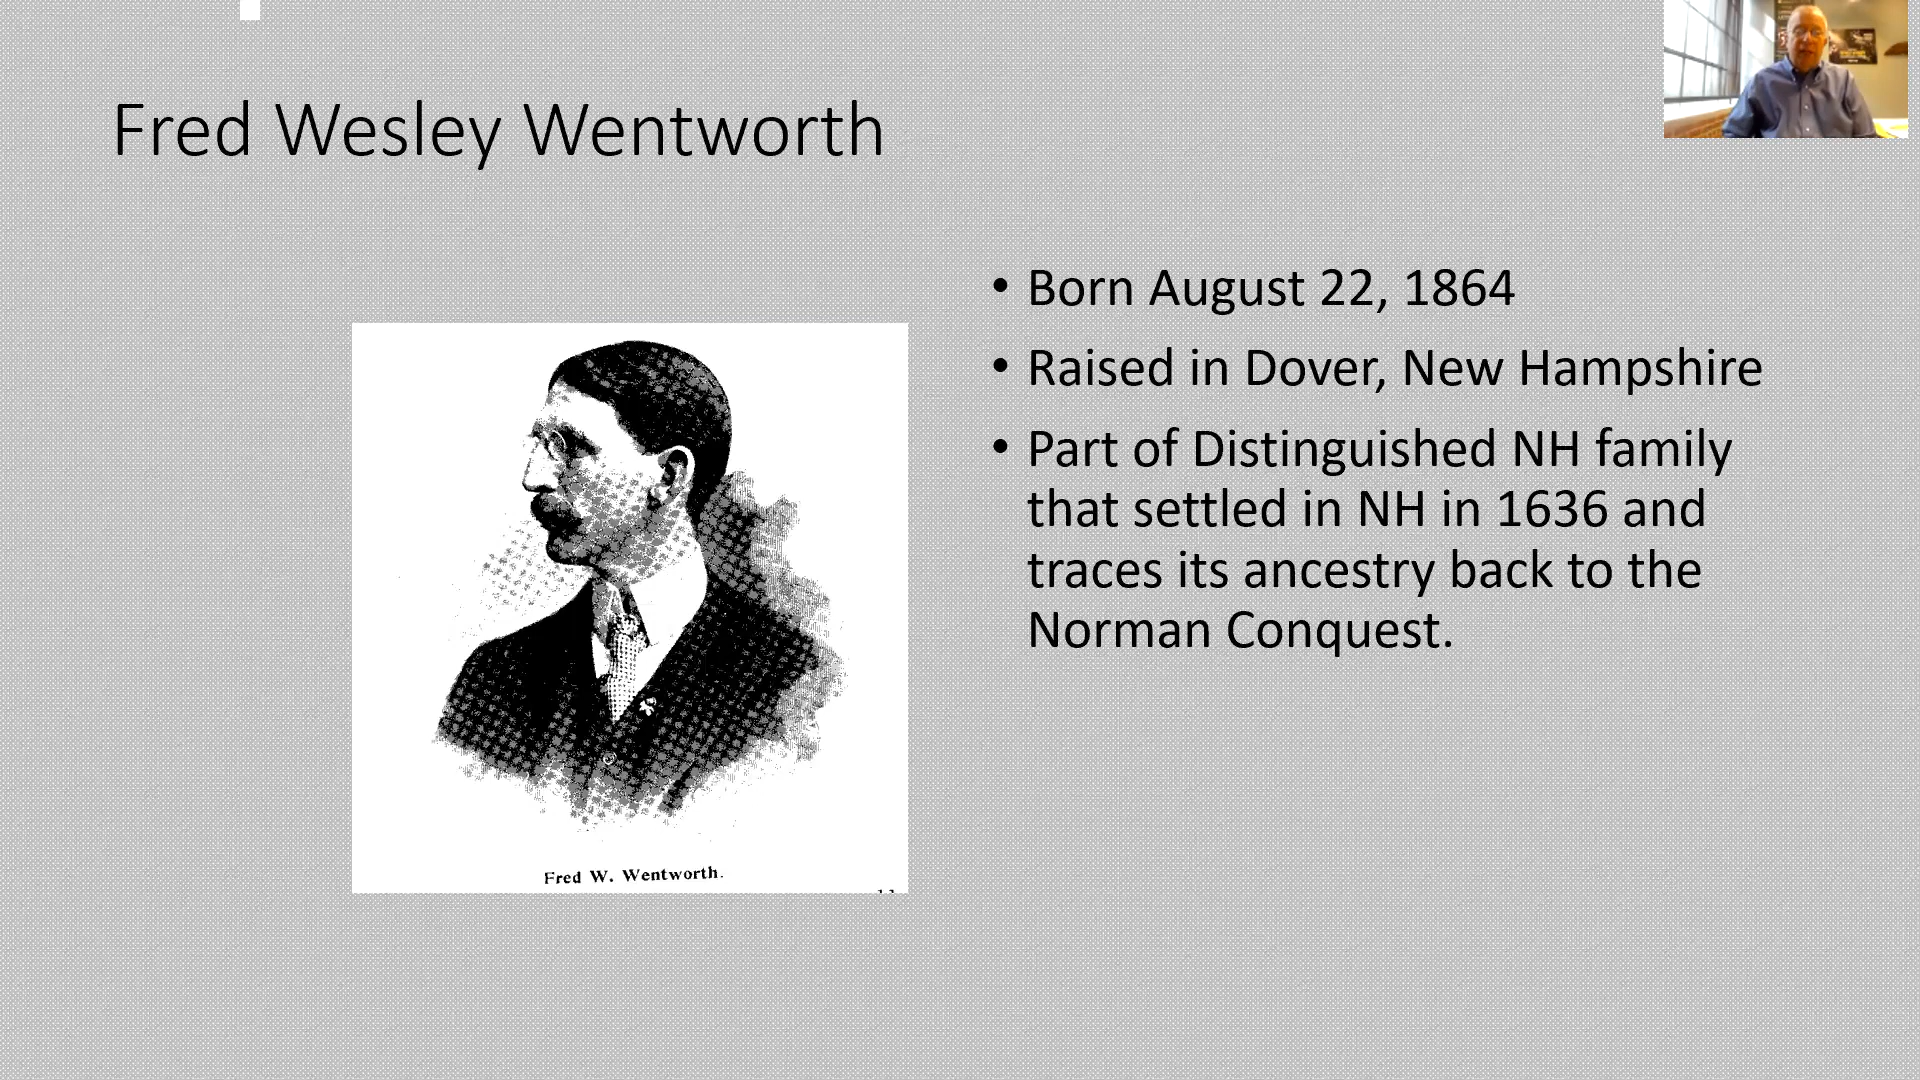 Fred Wesley Wentworth
• Born August 22, 1864
• Raised in Dover, New Hampshire
• Part of Distinguished NH family
that settled in NH in 1636 and
traces its ancestry back to the
Norman Conquest.
Fred W. Wentworth.